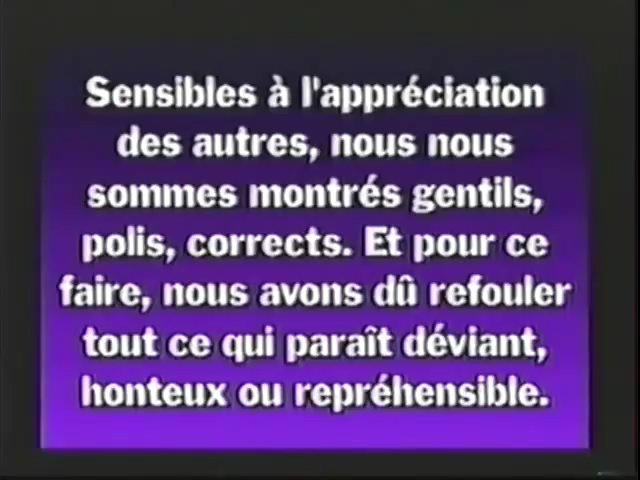 Sensibles à l'appréciation
des autres, nous nous
sommes montrés gentils,
polis, corrects. Et pour ce
faire, nous avons dû refouler
tout ce qui paraît déviant,
honteux ou repréhensible.